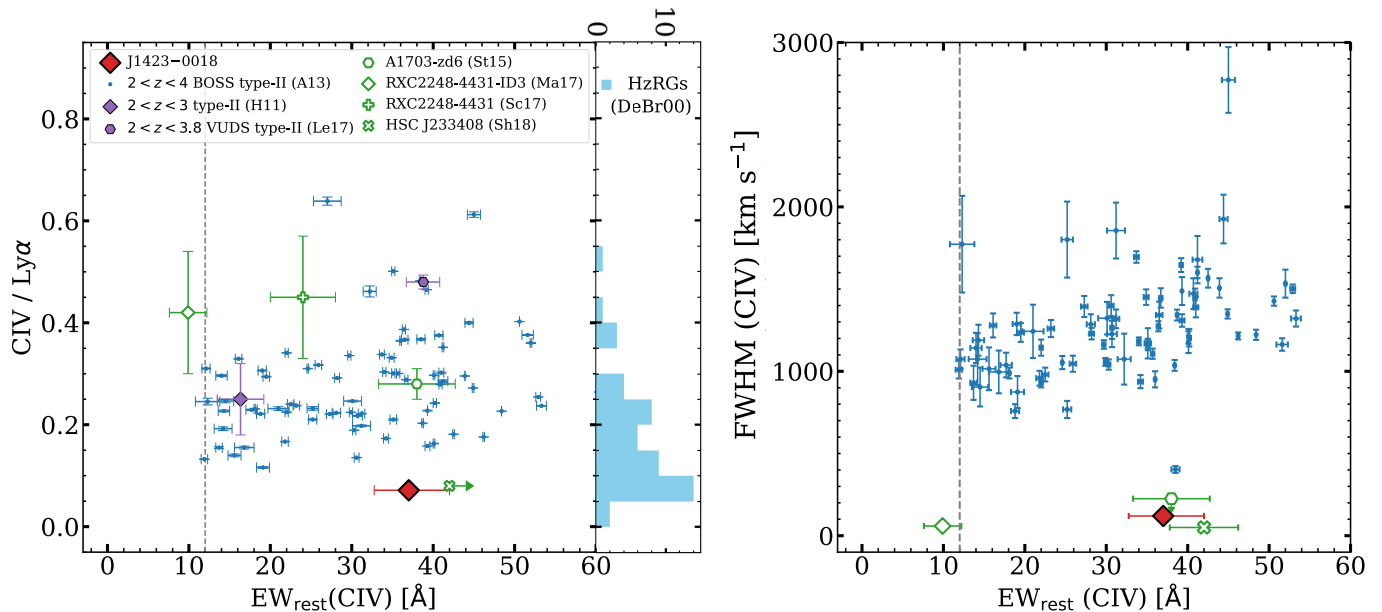 0 10
J1423−0018
2 < z < 4 BOSS type-II (A13)
2 < z < 3 type-II (H11)
2 < z < 3.8 VUDS type-II (Le17)
A1703-zd6 (St15)
RXC2248-4431-ID3 (Ma17)
RXC2248-4431 (Sc17)
HSC J233408 (Sh18)
HzRGs
(DeBr00)
CIV / Lyα
0.8
0.6
0.4
0.2
0.0
0 10 20 30 40 50 60
EW_rest(CIV) [Å]
FWHM (CIV) [km s⁻¹]
3000
2000
1000
0
0 10 20 30 40 50 60
EW_rest (CIV) [Å]